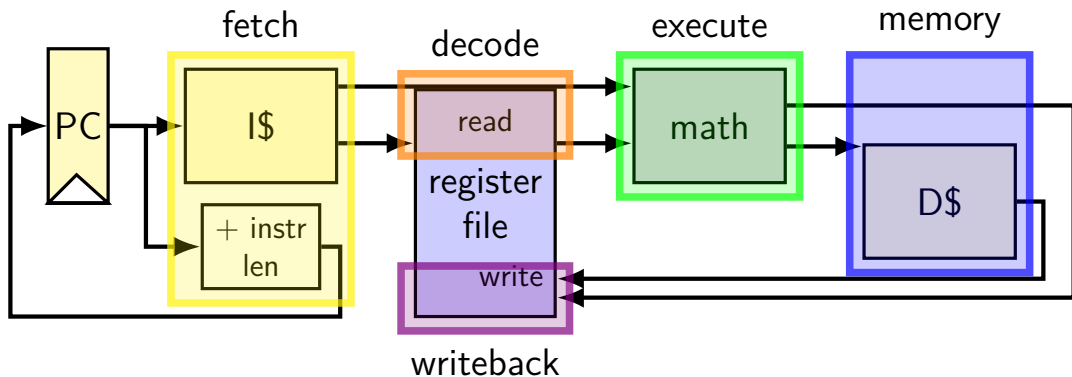 fetch
decode
execute
memory
PC
I$
read
math
register
file
D$
+ instr
len
write
writeback